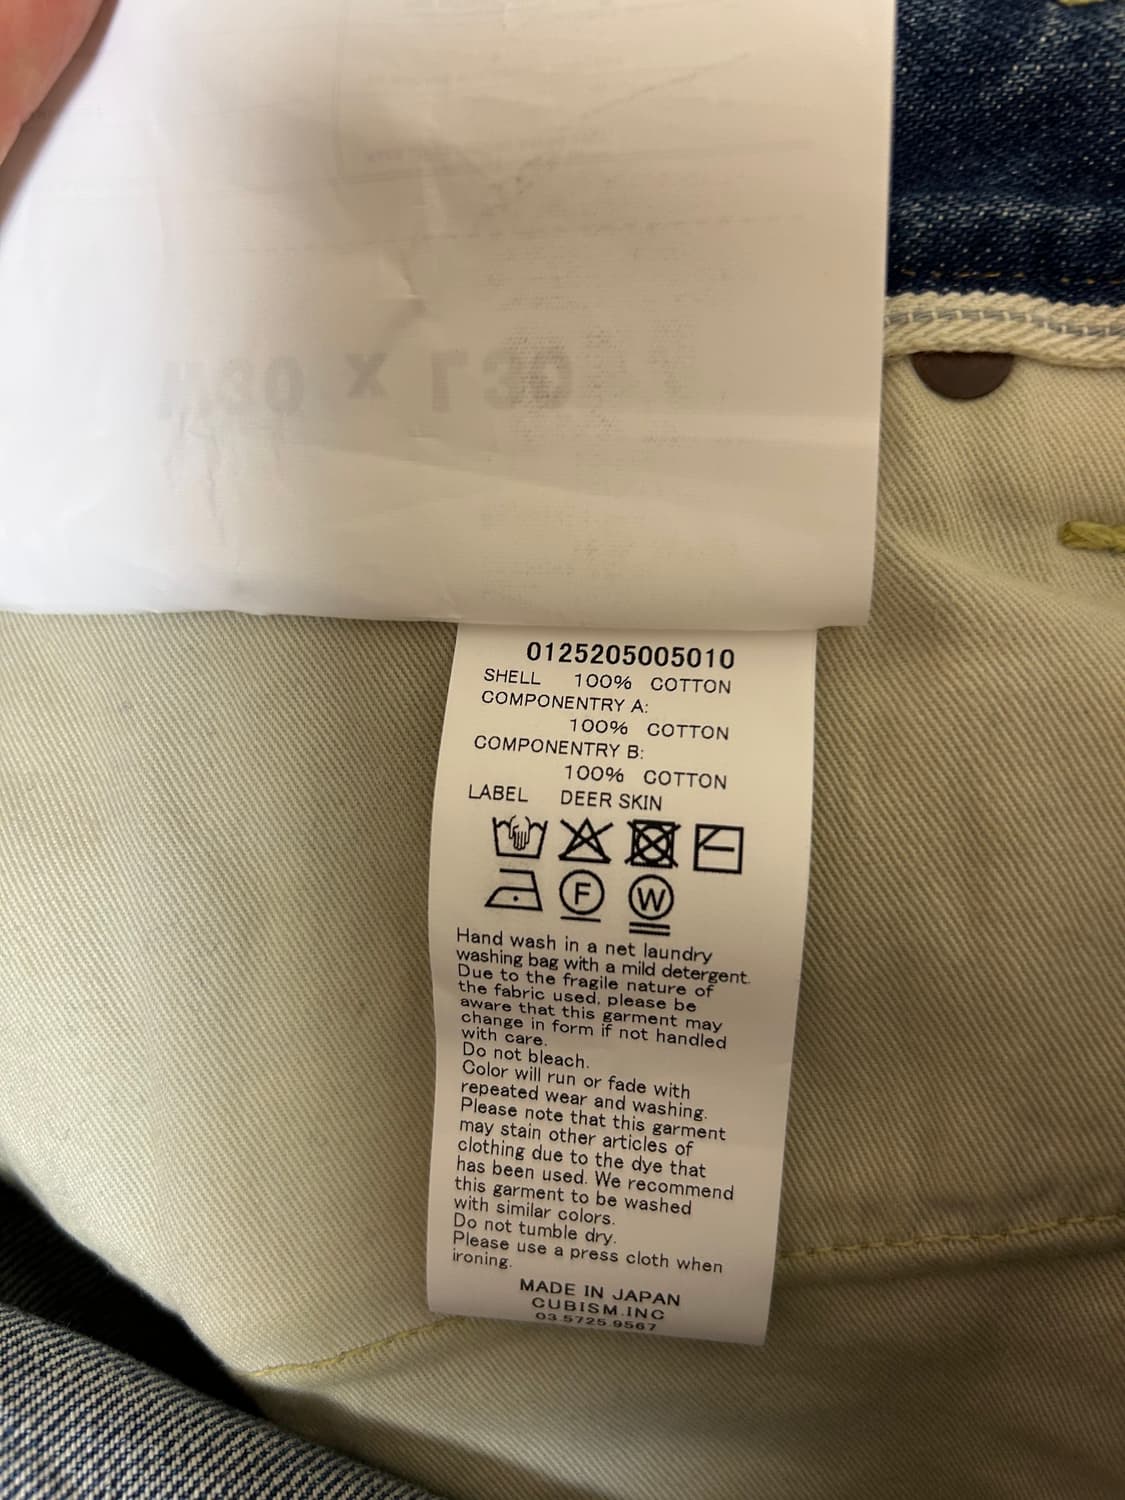 0125205005010
SHELL 100% COTTON
COMPONENTRY A:
100% COTTON
COMPONENTRY B:
100% COTTON
LABEL DEER SKIN
F W
Hand wash in a net laundry
washing bag with a mild detergent.
Due to the fragile nature of
the fabric used, please be
aware that this garment may
change in form if not handled
with care.
Do not bleach.
Color will run or fade with
repeated wear and washing.
Please note that this garment
may stain other articles of
clothing due to the dye that
has been used. We recommend
this garment to be washed
with similar colors.
Do not tumble dry.
Please use a press cloth when
ironing.
MADE IN JAPAN
CUBISM.INC
03 5725 9567